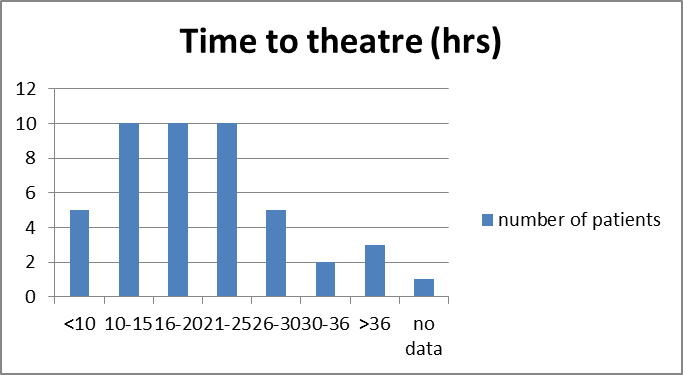 Time to theatre (hrs)
12
10
8
6
4
2
0
<10 10-15 16-20 21-25 26-30 30-36 >36 no data
number of patients